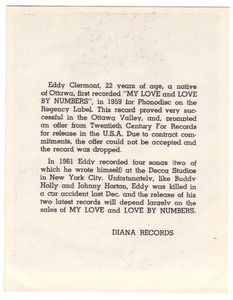 Eddy Clermont, 22 years of age, a native
of Ottawa, first recorded "MY LOVE and LOVE
BY NUMBERS", in 1959 for Phonodisc on the
Regency Label. This record proved very suc-
cessful in the Ottawa Valley, and, prompted
an offer from Twentieth Century For Records
for release in the U.S.A. Due to contract com-
mitments, the offer could not be accepted and
the record was dropped.
In 1961 Eddy recorded four songs (two of
which he wrote himself) at the Decca Studios
in New York City. Unfortunately, like Buddy
Holly and Johnny Horton, Eddy was killed in
a car accident last Dec. and the release of his
two latest records will depend largely on the
sales of MY LOVE and LOVE BY NUMBERS.
DIANA RECORDS